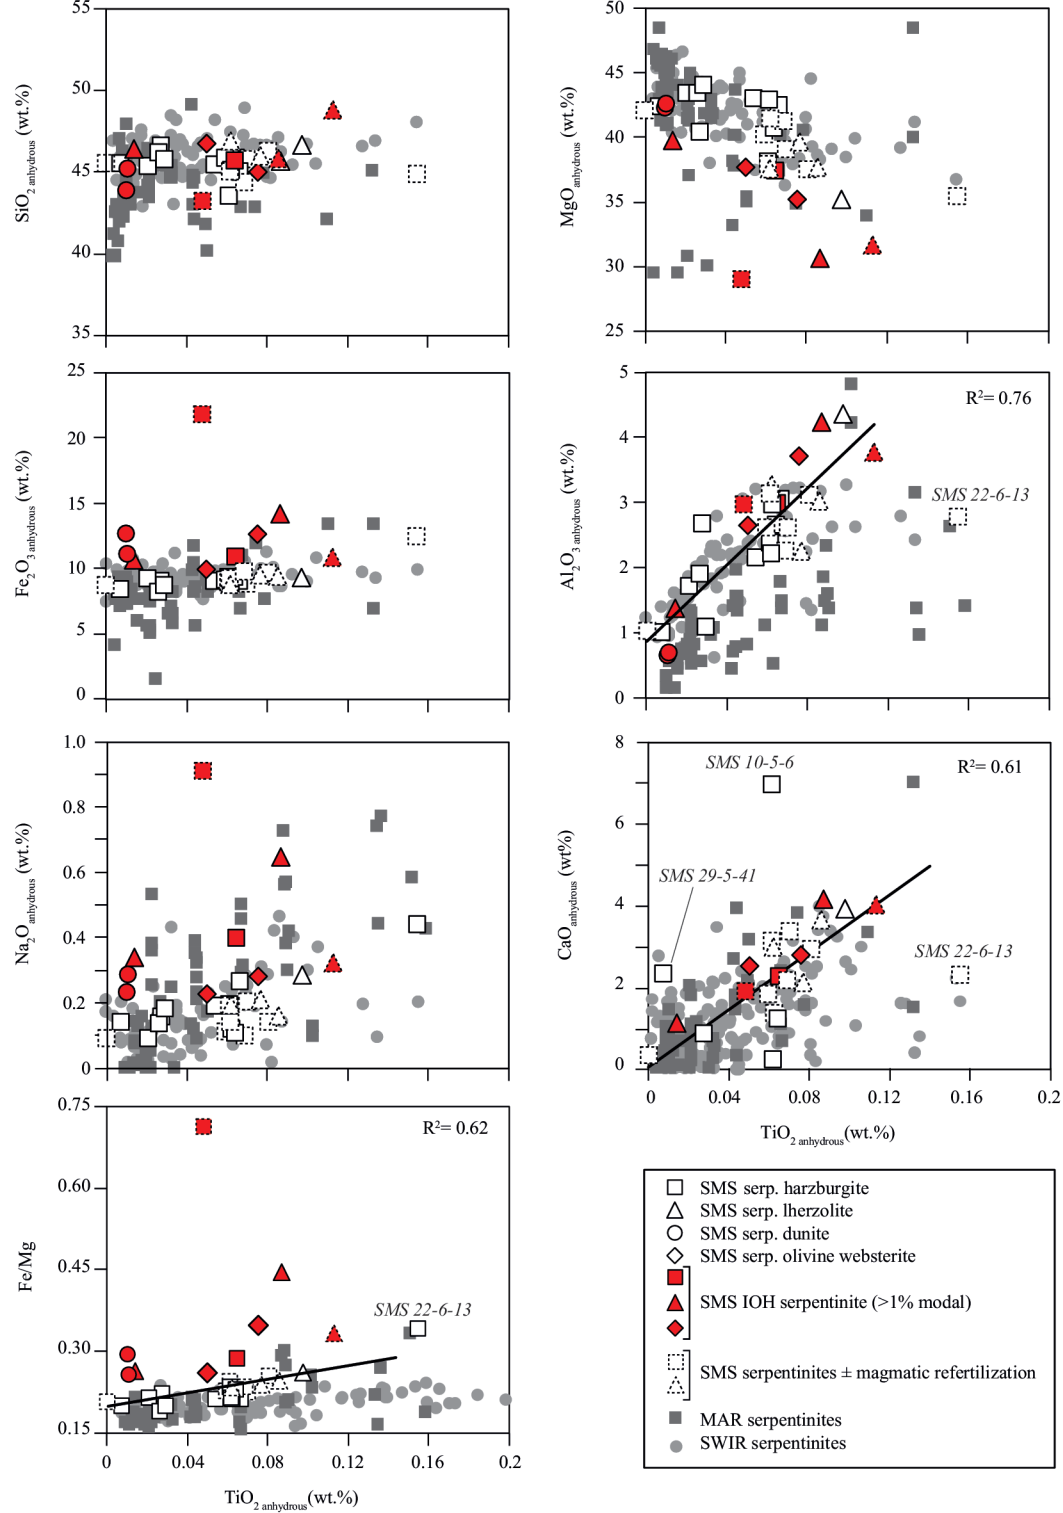 55
50
45
40
35
SiO2 anhydrous (wt.%)
50
45
40
35
30
25
MgOanhydrous (wt.%)
25
20
15
10
5
0
Fe2O3 anhydrous (wt.%)
5
4
3
2
1
0
Al2O3 anhydrous (wt.%)
R2= 0.76
SMS 22-6-13
1.0
0.8
0.6
0.4
0.2
0
Na2Oanhydrous (wt.%)
8
6
4
2
0
CaOanhydrous (wt%)
SMS 10-5-6
R2= 0.61
SMS 29-5-41
SMS 22-6-13
0 0.04 0.08 0.12 0.16 0.2
TiO2 anhydrous(wt.%)
0.75
0.60
0.45
0.30
0.15
Fe/Mg
R2= 0.62
SMS 22-6-13
0 0.04 0.08 0.12 0.16 0.2
TiO2 anhydrous(wt.%)
SMS serp. harzburgite
SMS serp. lherzolite
SMS serp. dunite
SMS serp. olivine websterite
SMS IOH serpentinite (>1% modal)
SMS serpentinites ± magmatic refertilization
MAR serpentinites
SWIR serpentinites